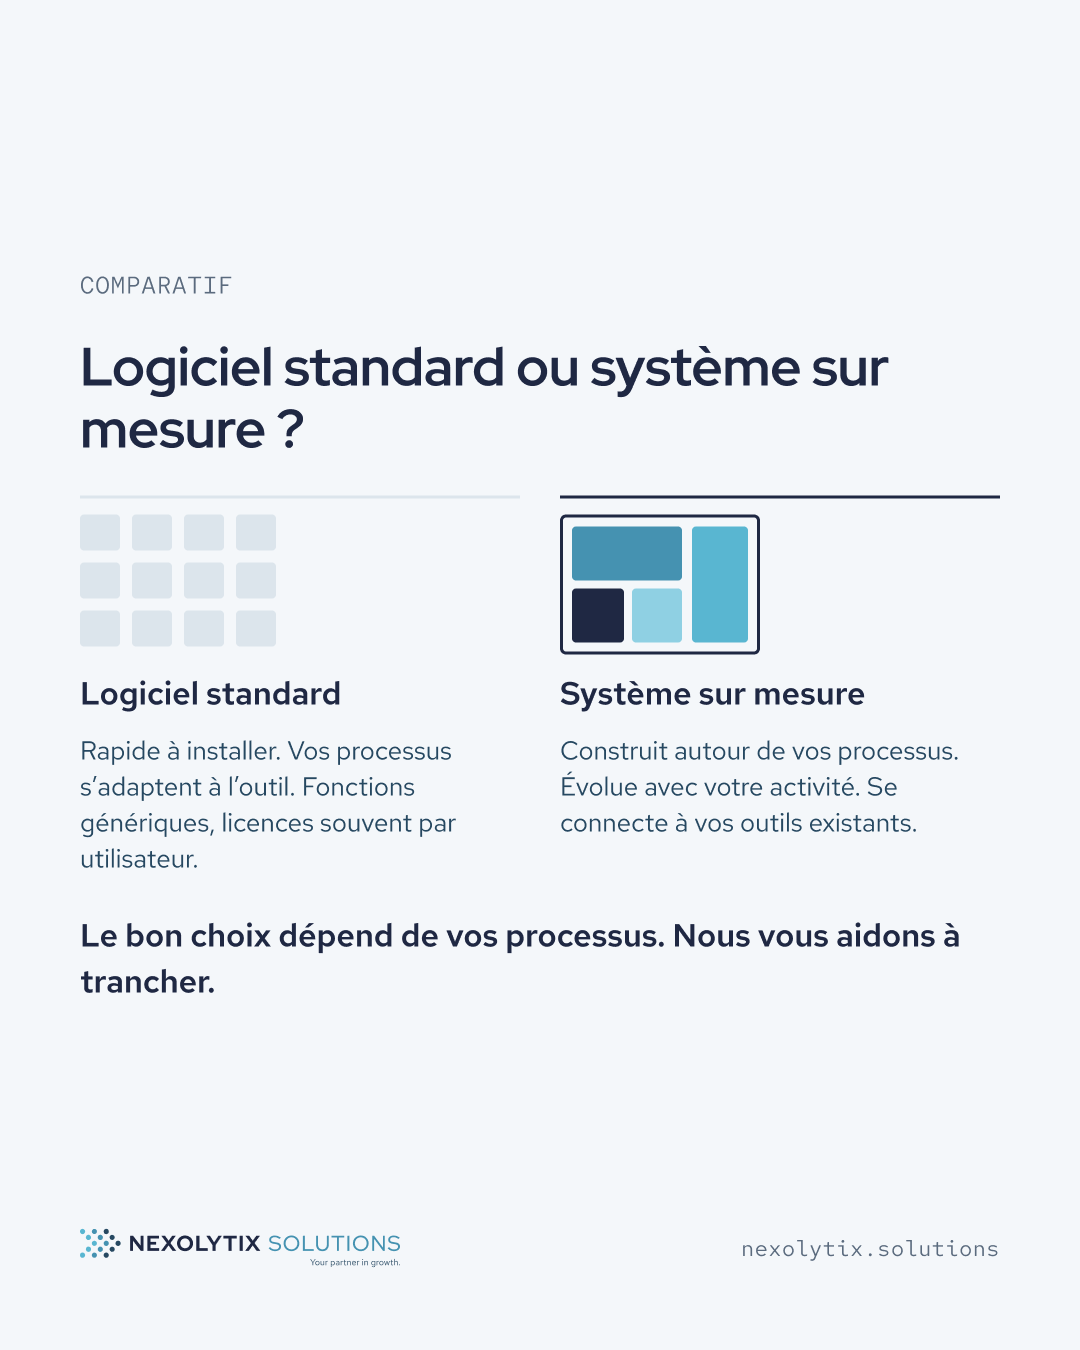 COMPARATIF
Logiciel standard ou système sur
mesure ?
Logiciel standard
Rapide à installer. Vos processus
s’adaptent à l’outil. Fonctions
génériques, licences souvent par
utilisateur.
Système sur mesure
Construit autour de vos processus.
Évolue avec votre activité. Se
connecte à vos outils existants.
Le bon choix dépend de vos processus. Nous vous aidons à
trancher.
NEXOLYTIX SOLUTIONS
Your partner in growth.
nexolytix.solutions